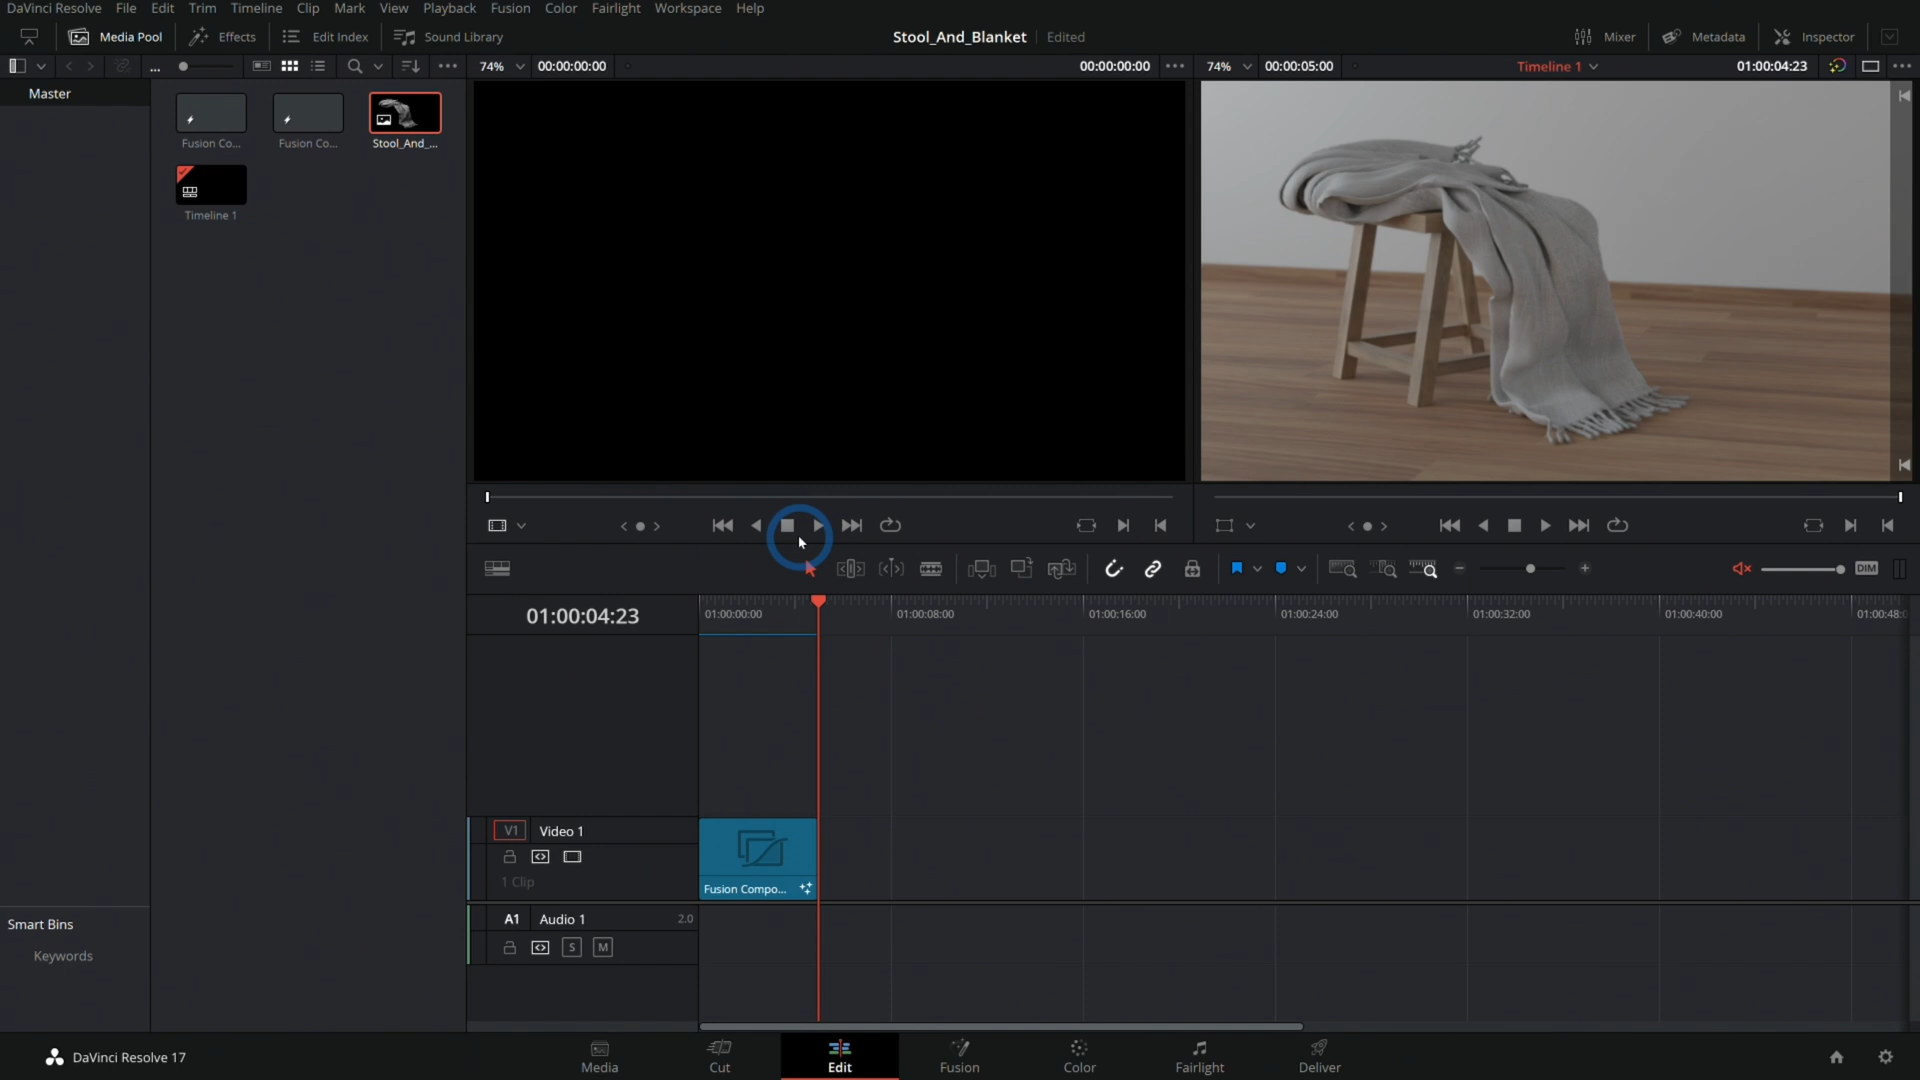 DaVinci Resolve File Edit Trim Timeline Clip Mark View Playback Fusion Color Fairlight Workspace Help
Media Pool Effects Edit Index Sound Library Stool_And_Blanket Edited Mixer Metadata Inspector
... 74% 00:00:00:00 00:00:00:00 74% 00:00:05:00 Timeline 1 01:00:04:23
Master
Fusion Co... Fusion Co... Stool_And_...
Timeline 1
DIM
01:00:04:23
01:00:00:00 01:00:08:00 01:00:16:00 01:00:24:00 01:00:32:00 01:00:40:00 01:00:48:
V1 Video 1
1 Clip
Fusion Compo...
A1 Audio 1 2.0
S M
Smart Bins
Keywords
DaVinci Resolve 17
Media Cut Edit Fusion Color Fairlight Deliver